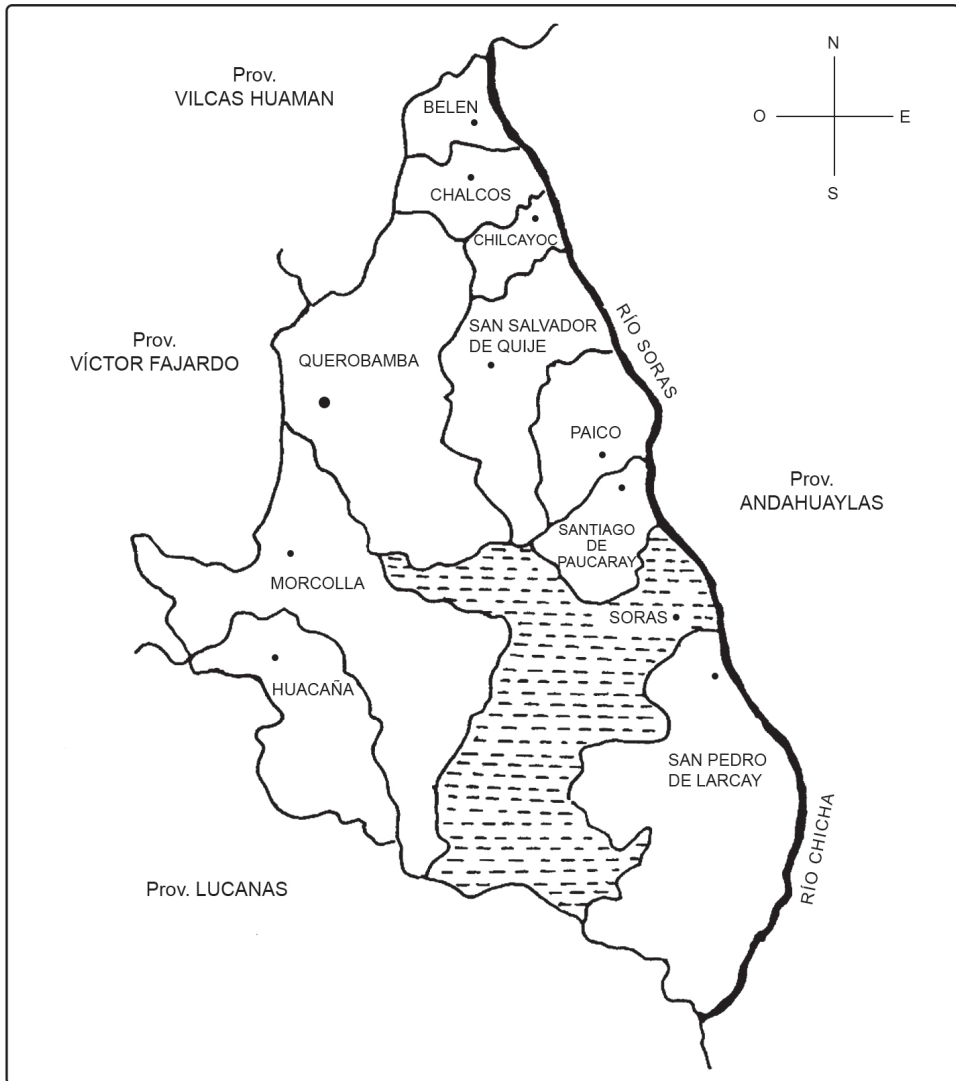 N
O
E
S
Prov.
VILCAS HUAMAN
BELEN
CHALCOS
CHILCAYOC
SAN SALVADOR
DE QUIJE
RÍO SORAS
Prov.
VÍCTOR FAJARDO
QUEROBAMBA
PAICO
Prov.
ANDAHUAYLAS
SANTIAGO
DE
PAUCARAY
MORCOLLA
SORAS
HUACAÑA
SAN PEDRO
DE LARCAY
RÍO CHICHA
Prov. LUCANAS